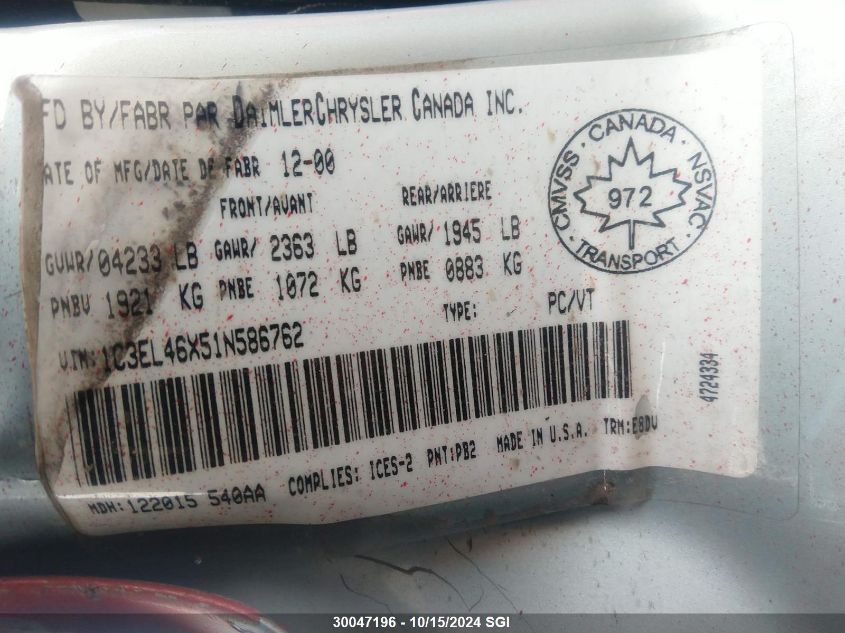 FD BY/FABR PAR DAIMLERCHRYSLER CANADA INC.
ATE OF MFG/DATE DE FABR 12-00
FRONT/AVANT REAR/ARRIERE
GVWR/04233 LB GAWR/ 2363 LB GAWR/ 1945 LB
PNBV 1921 KG PNBE 1072 KG PNBE 0883 KG
TYPE: PC/VT
VIN: 1C3EL46X51N586762
MDH: 122015 540AA COMPLIES: ICES-2 PNT:PB2 MADE IN U.S.A. TRM:E8DV
4724334
CMVSS · CANADA · NSVAC · TRANSPORT ·
972
30047196 - 10/15/2024 SGI